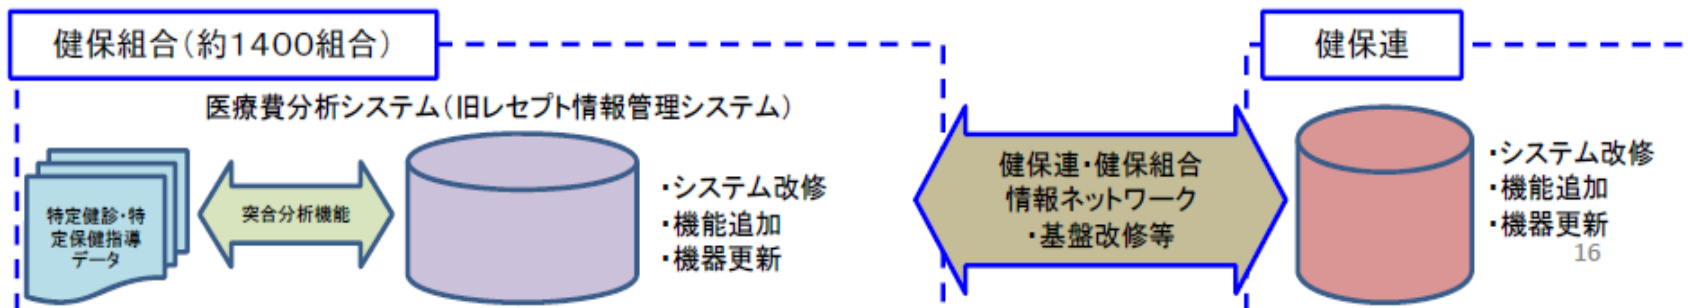 健保組合(約1400組合)
健保連
医療費分析システム(旧レセプト情報管理システム)
特定健診・特
定保健指導
データ
突合分析機能
・システム改修
・機能追加
・機器更新
健保連・健保組合
情報ネットワーク
・基盤改修等
・システム改修
・機能追加
・機器更新
16